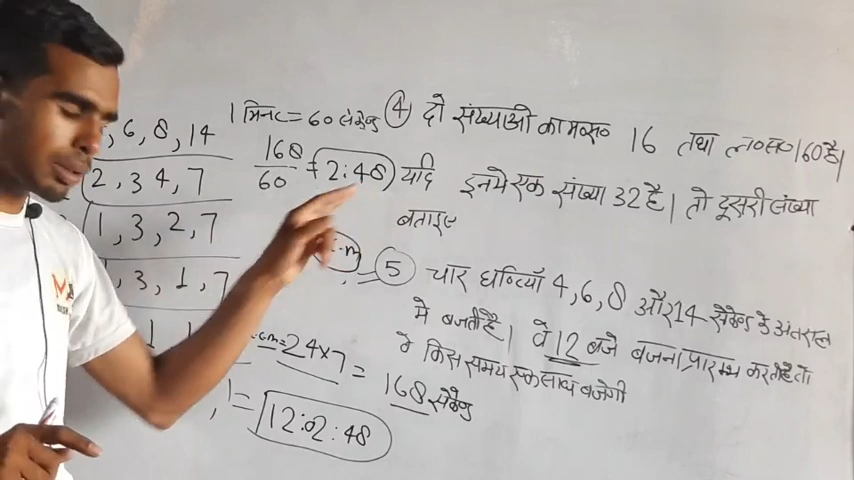 6, 8, 14
2, 3 4, 7
1, 3, 2, 7
3, 1, 7
1 मिनट = 60 सेकेण्ड
168
60
= 2:48
④ दो संख्याओं का म०स० 16 तथा ल०स० 160 है।
यदि इनमे एक संख्या 32 है। तो दूसरी संख्या
बताइए
⑤ चार घण्टियाँ 4, 6, 8 और 14 सेकेण्ड के अंतराल
मे बजती है। वे 12 बजे बजना प्रारम्भ करती है तो
वे किस समय एक साथ बजेगी
= 24×7 =
168 सेकेण्ड
= 12:02:48